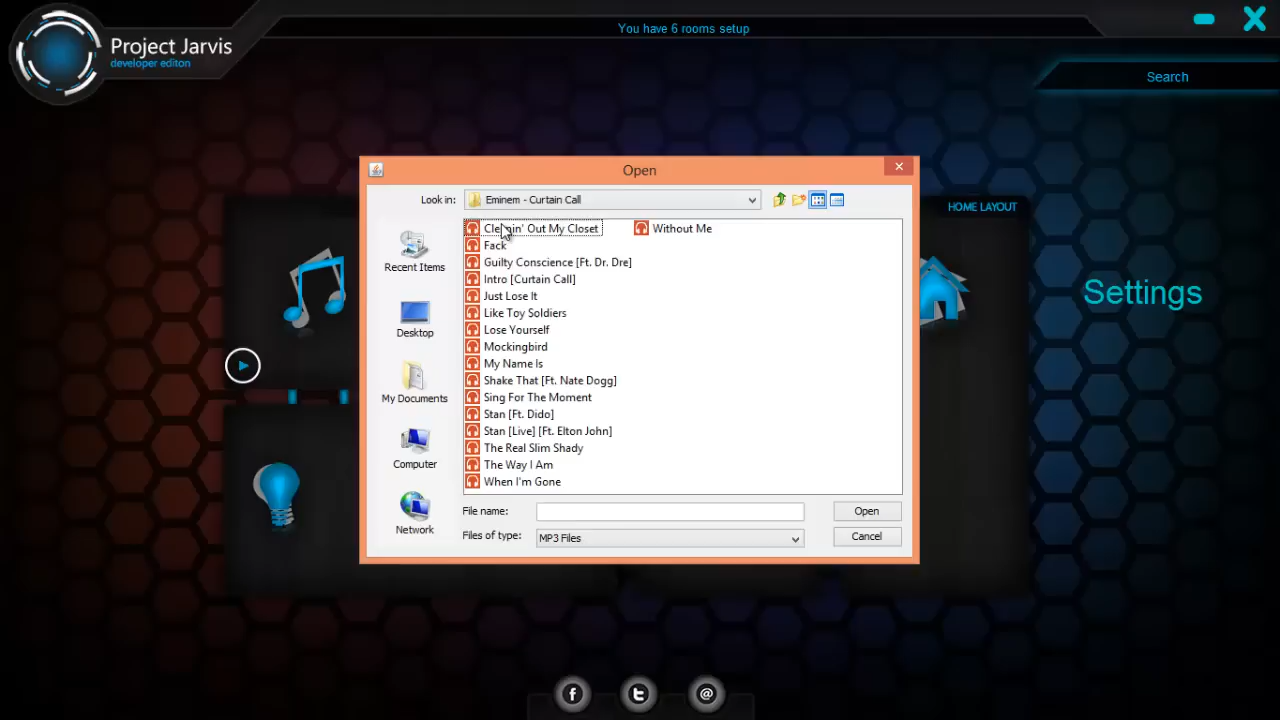 You have 6 rooms setup
Project Jarvis
developer editon
Search
Open
Look in:
Eminem - Curtain Call
HOME LAYOUT
Settings
Recent Items
Desktop
My Documents
Computer
Network
Cleanin' Out My Closet
Fack
Guilty Conscience [Ft. Dr. Dre]
Intro [Curtain Call]
Just Lose It
Like Toy Soldiers
Lose Yourself
Mockingbird
My Name Is
Shake That [Ft. Nate Dogg]
Sing For The Moment
Stan [Ft. Dido]
Stan [Live] [Ft. Elton John]
The Real Slim Shady
The Way I Am
When I'm Gone
Without Me
File name:
Open
Files of type:
MP3 Files
Cancel
f
t
@